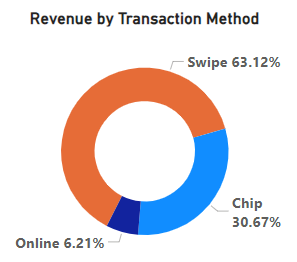 Revenue by Transaction Method
Swipe 63.12%
Chip
30.67%
Online 6.21%